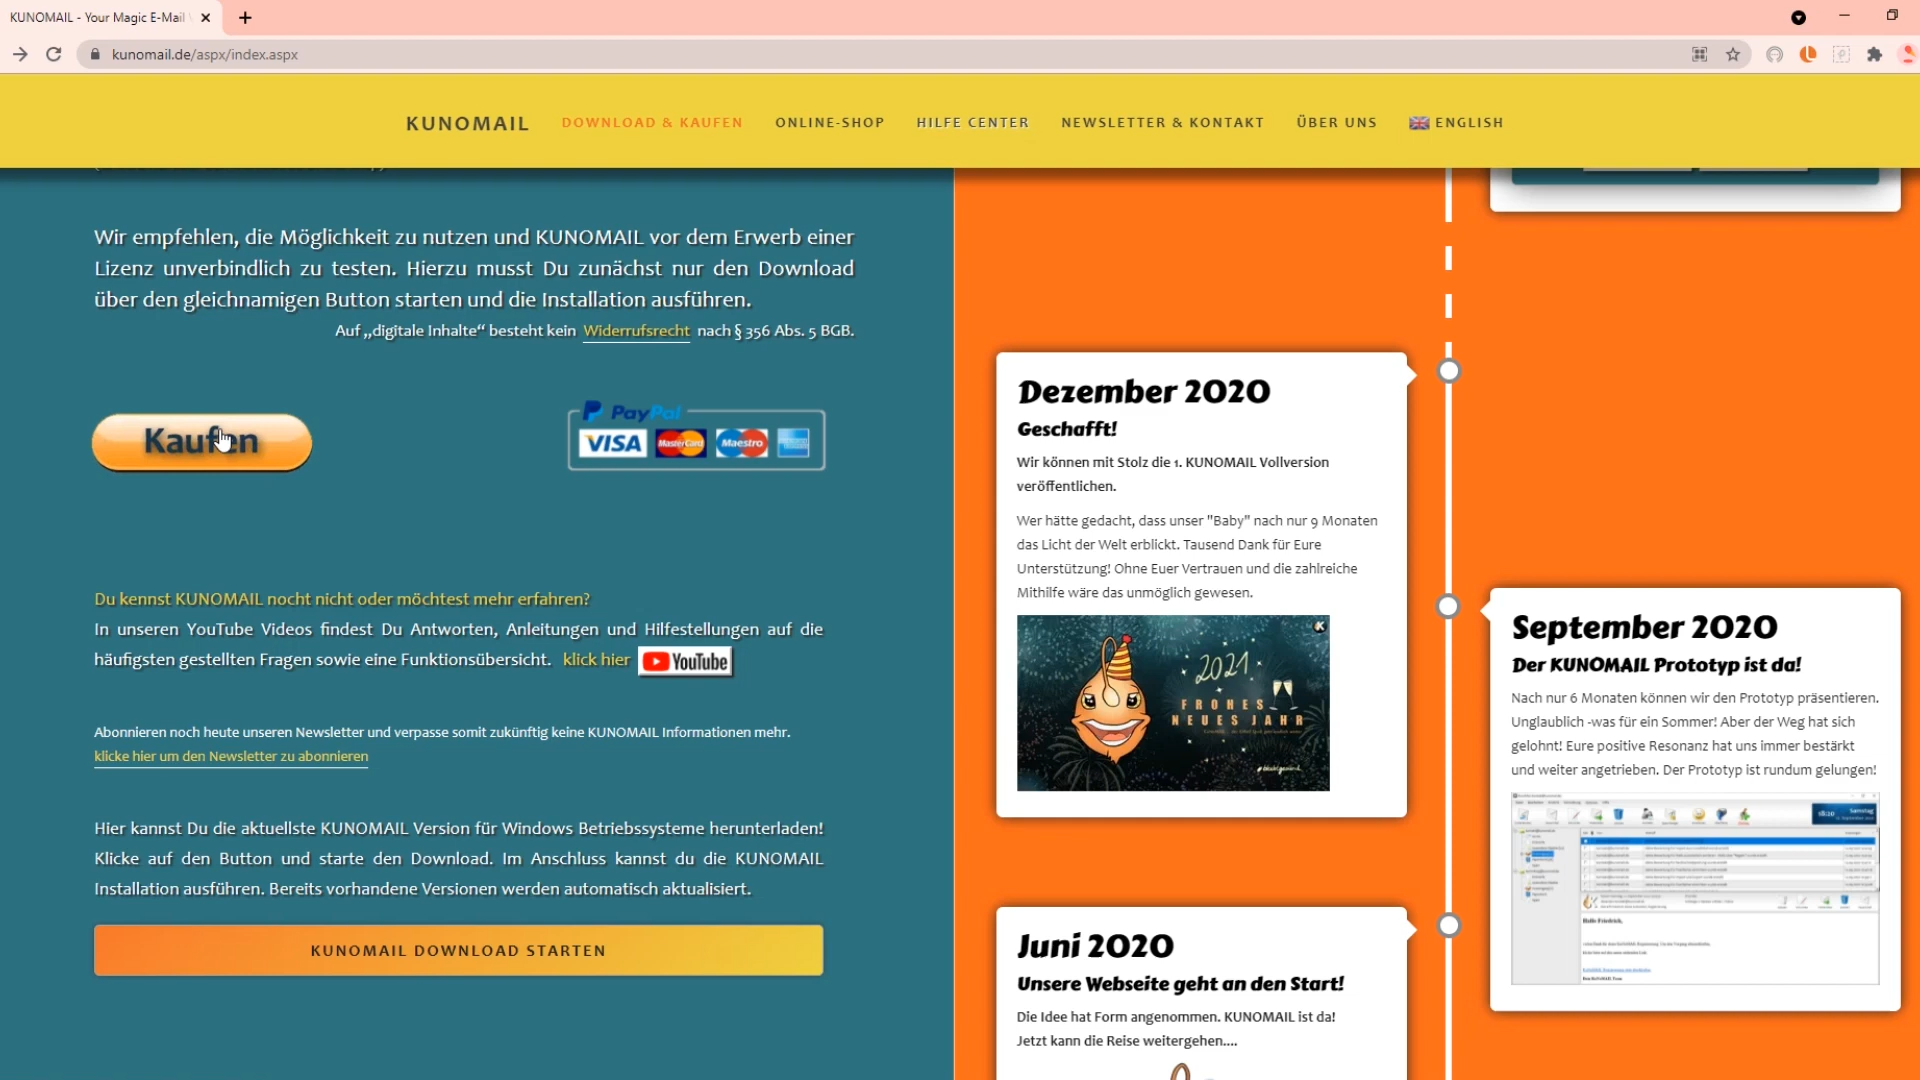 KUNOMAIL - Your Magic E-Mail
kunomail.de/aspx/index.aspx
KUNOMAIL
DOWNLOAD & KAUFEN
ONLINE-SHOP
HILFE CENTER
NEWSLETTER & KONTAKT
ÜBER UNS
ENGLISH
Wir empfehlen, die Möglichkeit zu nutzen und KUNOMAIL vor dem Erwerb einer
Lizenz unverbindlich zu testen. Hierzu musst Du zunächst nur den Download
über den gleichnamigen Button starten und die Installation ausführen.
Auf „digitale Inhalte“ besteht kein Widerrufsrecht nach § 356 Abs. 5 BGB.
Kaufen
PayPal
VISA MasterCard Maestro
Du kennst KUNOMAIL nocht nicht oder möchtest mehr erfahren?
In unseren YouTube Videos findest Du Antworten, Anleitungen und Hilfestellungen auf die
häufigsten gestellten Fragen sowie eine Funktionsübersicht. klick hier YouTube
Abonnieren noch heute unseren Newsletter und verpasse somit zukünftig keine KUNOMAIL Informationen mehr.
klicke hier um den Newsletter zu abonnieren
Hier kannst Du die aktuellste KUNOMAIL Version für Windows Betriebssysteme herunterladen!
Klicke auf den Button und starte den Download. Im Anschluss kannst du die KUNOMAIL
Installation ausführen. Bereits vorhandene Versionen werden automatisch aktualisiert.
KUNOMAIL DOWNLOAD STARTEN
Dezember 2020
Geschafft!
Wir können mit Stolz die 1. KUNOMAIL Vollversion
veröffentlichen.
Wer hätte gedacht, dass unser "Baby" nach nur 9 Monaten
das Licht der Welt erblickt. Tausend Dank für Eure
Unterstützung! Ohne Euer Vertrauen und die zahlreiche
Mithilfe wäre das unmöglich gewesen.
2021
FROHES
NEUES JAHR
Juni 2020
Unsere Webseite geht an den Start!
Die Idee hat Form angenommen. KUNOMAIL ist da!
Jetzt kann die Reise weitergehen....
September 2020
Der KUNOMAIL Prototyp ist da!
Nach nur 6 Monaten können wir den Prototyp präsentieren.
Unglaublich -was für ein Sommer! Aber der Weg hat sich
gelohnt! Eure positive Resonanz hat uns immer bestärkt
und weiter angetrieben. Der Prototyp ist rundum gelungen!
18:20 Samstag
Hallo Friedrich,